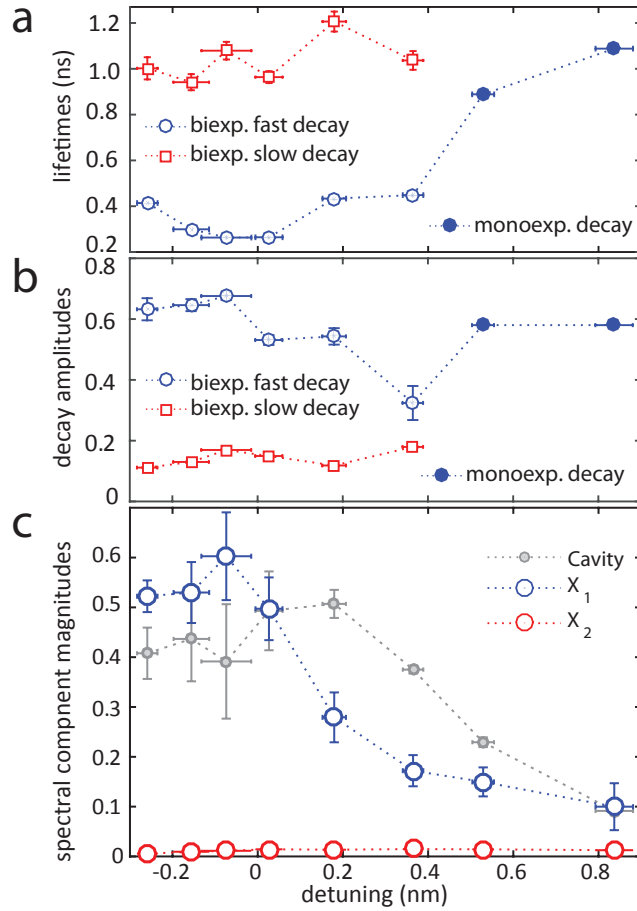 a
lifetimes (ns)
1.2
1.0
0.8
0.6
0.4
0.2
biexp. fast decay
biexp. slow decay
monoexp. decay
b
decay amplitudes
0.8
0.6
0.4
0.2
0
biexp. fast decay
biexp. slow decay
monoexp. decay
c
spectral compnent magnitudes
0.6
0.5
0.4
0.3
0.2
0.1
0
Cavity
X1
X2
-0.2 0 0.2 0.4 0.6 0.8
detuning (nm)